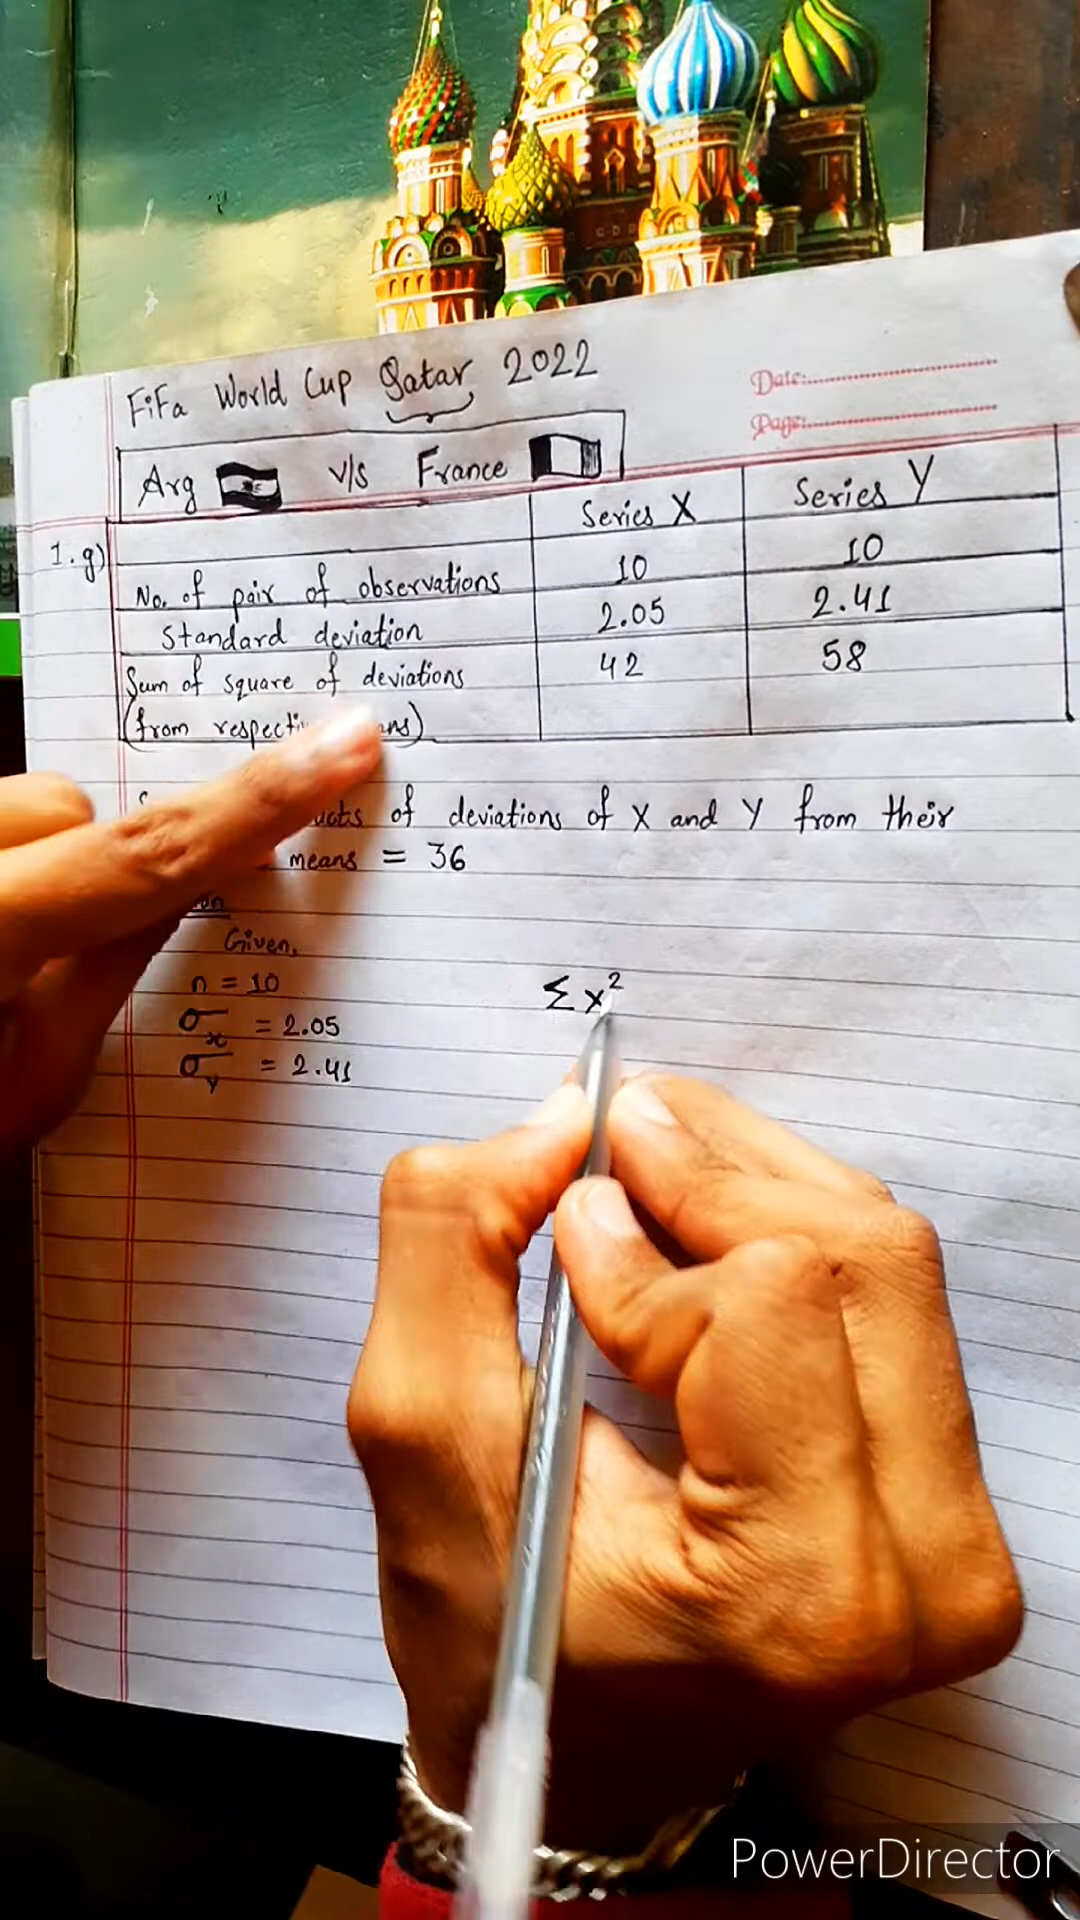 FiFa World Cup Qatar 2022
Date:
Page:
Arg v/s France
Series X Series Y
1.g)
No. of pair of observations 10 10
Standard deviation 2.05 2.41
Sum of square of deviations 42 58
(from
of deviations of X and Y from their
means = 36
Given,
n = 10
σx = 2.05
σy = 2.41
Σx²
PowerDirector